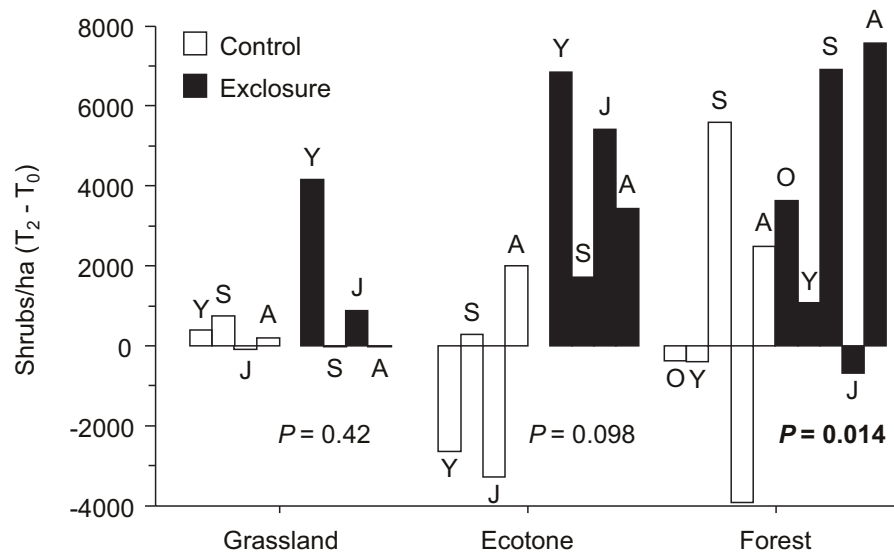 Shrubs/ha (T2 - T0)
8000
6000
4000
2000
0
-2000
-4000
Control
Exclosure
Y
S
J
A
Y
S
J
A
P = 0.42
Grassland
Y
S
J
A
Y
S
J
A
P = 0.098
Ecotone
O
Y
S
A
O
Y
S
J
A
P = 0.014
Forest